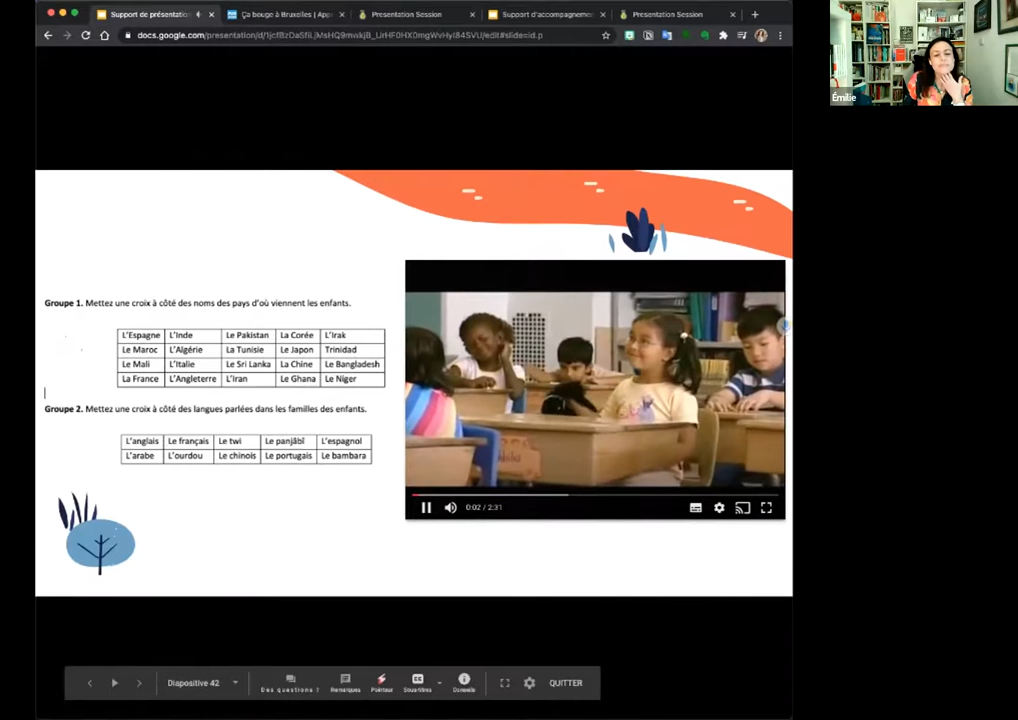 Support de présentation
Ça bouge à Bruxelles | App
Presentation Session
Support d'accompagneme
Presentation Session
Émilie
Groupe 1. Mettez une croix à côté des noms des pays d'où viennent les enfants.
L'Espagne L'Inde Le Pakistan La Corée L'Irak
Le Maroc L'Algérie La Tunisie Le Japon Trinidad
Le Mali L'Italie Le Sri Lanka La Chine Le Bangladesh
La France L'Angleterre L'Iran Le Ghana Le Niger
Groupe 2. Mettez une croix à côté des langues parlées dans les familles des enfants.
L'anglais Le français Le twi Le panjâbî L'espagnol
L'arabe L'ourdou Le chinois Le portugais Le bambara
0:02 / 2:31
Diapositive 42
Des questions ?
Remarques
Pointeur
Sous-titres
Conseils
QUITTER